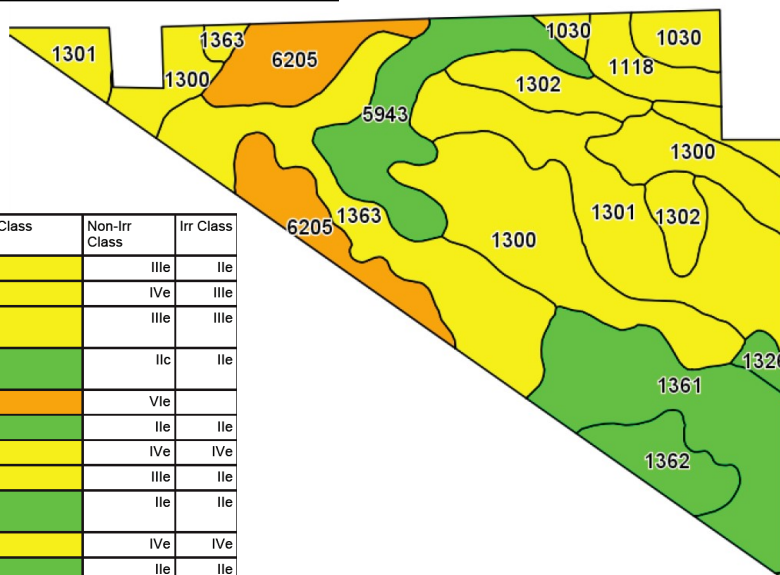 1363
1030
1030
1301
6205
1118
1300
1302
5943
1300
1363
1301
1302
6205
1300
Class
Non-Irr
Class
Irr Class
IIIe IIe
IVe IIIe
IIIe IIIe
IIc IIe
VIe
IIe IIe
IVe IVe
IIIe IIe
IIe IIe
IVe IVe
IIe IIe
1361
1362